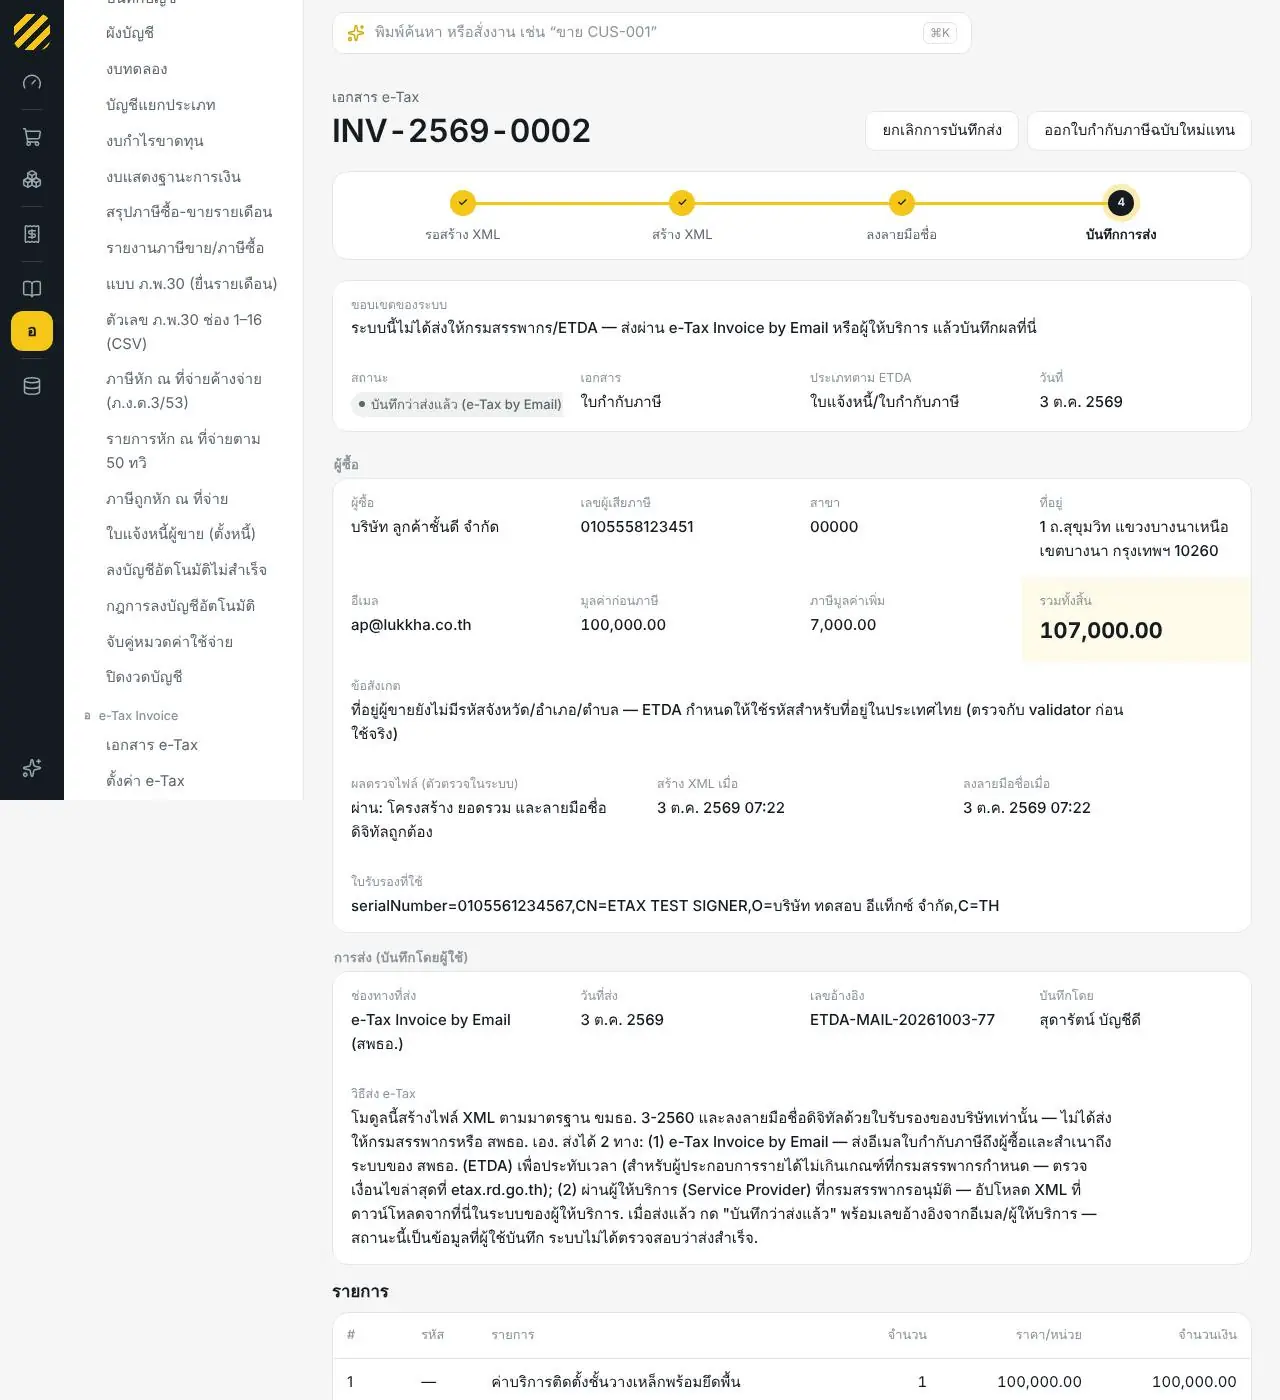 พิมพ์ค้นหา หรือสั่งงาน เช่น “ขาย CUS-001”
⌘K
ผังบัญชี
งบทดลอง
บัญชีแยกประเภท
งบกำไรขาดทุน
งบแสดงฐานะการเงิน
สรุปภาษีซื้อ-ขายรายเดือน
รายงานภาษีขาย/ภาษีซื้อ
แบบ ภ.พ.30 (ยื่นรายเดือน)
ตัวเลข ภ.พ.30 ช่อง 1–16
(CSV)
ภาษีหัก ณ ที่จ่ายค้างจ่าย
(ภ.ง.ด.3/53)
รายการหัก ณ ที่จ่ายตาม
50 ทวิ
ภาษีถูกหัก ณ ที่จ่าย
ใบแจ้งหนี้ผู้ขาย (ตั้งหนี้)
ลงบัญชีอัตโนมัติไม่สำเร็จ
กฎการลงบัญชีอัตโนมัติ
จับคู่หมวดค่าใช้จ่าย
ปิดงวดบัญชี
อ e-Tax Invoice
เอกสาร e-Tax
ตั้งค่า e-Tax
อ
เอกสาร e-Tax
INV-2569-0002
ยกเลิกการบันทึกส่ง
ออกใบกำกับภาษีฉบับใหม่แทน
4
รอสร้าง XML
สร้าง XML
ลงลายมือชื่อ
บันทึกการส่ง
ขอบเขตของระบบ
ระบบนี้ไม่ได้ส่งให้กรมสรรพากร/ETDA — ส่งผ่าน e-Tax Invoice by Email หรือผู้ให้บริการ แล้วบันทึกผลที่นี่
สถานะ
เอกสาร
ประเภทตาม ETDA
วันที่
บันทึกว่าส่งแล้ว (e-Tax by Email)
ใบกำกับภาษี
ใบแจ้งหนี้/ใบกำกับภาษี
3 ต.ค. 2569
ผู้ซื้อ
ผู้ซื้อ
เลขผู้เสียภาษี
สาขา
ที่อยู่
บริษัท ลูกค้าชั้นดี จำกัด
0105558123451
00000
1 ถ.สุขุมวิท แขวงบางนาเหนือ
เขตบางนา กรุงเทพฯ 10260
อีเมล
มูลค่าก่อนภาษี
ภาษีมูลค่าเพิ่ม
รวมทั้งสิ้น
ap@lukkha.co.th
100,000.00
7,000.00
107,000.00
ข้อสังเกต
ที่อยู่ผู้ขายยังไม่มีรหัสจังหวัด/อำเภอ/ตำบล — ETDA กำหนดให้ใช้รหัสสำหรับที่อยู่ในประเทศไทย (ตรวจกับ validator ก่อน
ใช้จริง)
ผลตรวจไฟล์ (ตัวตรวจในระบบ)
สร้าง XML เมื่อ
ลงลายมือชื่อเมื่อ
ผ่าน: โครงสร้าง ยอดรวม และลายมือชื่อ
ดิจิทัลถูกต้อง
3 ต.ค. 2569 07:22
3 ต.ค. 2569 07:22
ใบรับรองที่ใช้
serialNumber=0105561234567,CN=ETAX TEST SIGNER,O=บริษัท ทดสอบ อีแท็กซ์ จำกัด,C=TH
การส่ง (บันทึกโดยผู้ใช้)
ช่องทางที่ส่ง
วันที่ส่ง
เลขอ้างอิง
บันทึกโดย
e-Tax Invoice by Email
(สพธอ.)
3 ต.ค. 2569
ETDA-MAIL-20261003-77
สุดารัตน์ บัญชีดี
วิธีส่ง e-Tax
โมดูลนี้สร้างไฟล์ XML ตามมาตรฐาน ขมธอ. 3-2560 และลงลายมือชื่อดิจิทัลด้วยใบรับรองของบริษัทเท่านั้น — ไม่ได้ส่ง
ให้กรมสรรพากรหรือ สพธอ. เอง. ส่งได้ 2 ทาง: (1) e-Tax Invoice by Email — ส่งอีเมลใบกำกับภาษีถึงผู้ซื้อและสำเนาถึง
ระบบของ สพธอ. (ETDA) เพื่อประทับเวลา (สำหรับผู้ประกอบการรายได้ไม่เกินเกณฑ์ที่กรมสรรพากรกำหนด — ตรวจ
เงื่อนไขล่าสุดที่ etax.rd.go.th); (2) ผ่านผู้ให้บริการ (Service Provider) ที่กรมสรรพากรอนุมัติ — อัปโหลด XML ที่
ดาวน์โหลดจากที่นี่ในระบบของผู้ให้บริการ. เมื่อส่งแล้ว กด "บันทึกว่าส่งแล้ว" พร้อมเลขอ้างอิงจากอีเมล/ผู้ให้บริการ —
สถานะนี้เป็นข้อมูลที่ผู้ใช้บันทึก ระบบไม่ได้ตรวจสอบว่าส่งสำเร็จ.
รายการ
# รหัส รายการ จำนวน ราคา/หน่วย จำนวนเงิน
1 — ค่าบริการติดตั้งชั้นวางเหล็กพร้อมยึดพื้น 1 100,000.00 100,000.00